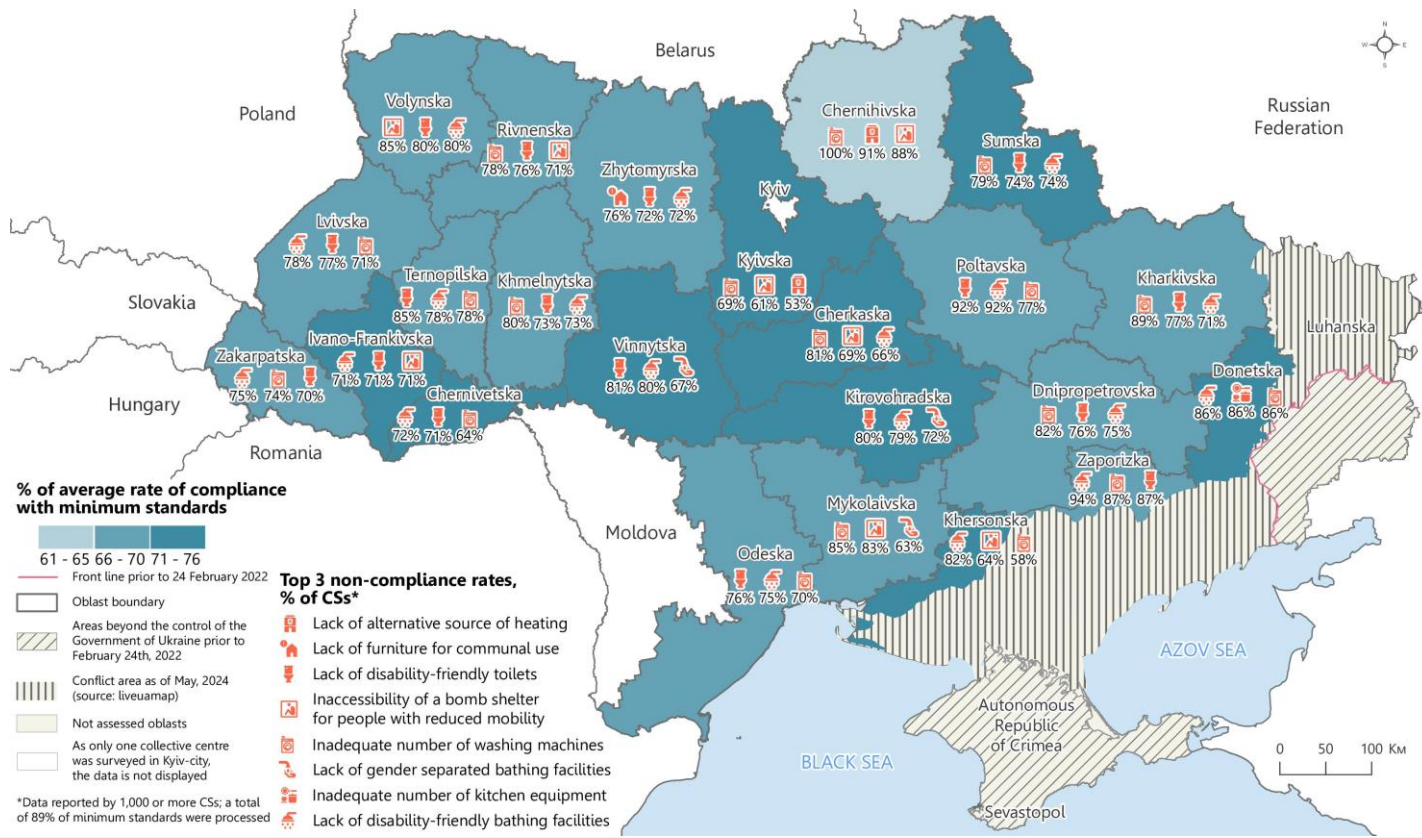 Belarus
Poland
Russian
Federation
Volynska
85% 80% 80%
Rivnenska
78% 76% 71%
Zhytomyrska
76% 72% 72%
Chernihivska
100% 91% 88%
Sumska
79% 74% 74%
Kyiv
Lvivska
78% 77% 71%
Ternopilska
85% 78% 78%
Khmelnytska
80% 73% 73%
Kyivska
69% 61% 53%
Cherkaska
81% 69% 66%
Poltavska
92% 92% 77%
Kharkivska
89% 77% 71%
Luhanska
Slovakia
Zakarpatska
75% 74% 70%
Ivano-Frankivska
71% 71% 71%
Chernivetska
72% 71% 64%
Vinnytska
81% 80% 67%
Kirovohradska
80% 79% 72%
Dnipropetrovska
82% 76% 75%
Donetska
86% 86% 86%
Hungary
Romania
Zaporizka
94% 87% 87%
Moldova
Mykolaivska
85% 83% 63%
Khersonska
82% 64% 58%
Odeska
76% 75% 70%
AZOV SEA
Autonomous
Republic
of Crimea
BLACK SEA
Sevastopol
N
W E
S
0 50 100 Км
% of average rate of compliance
with minimum standards
61 - 65 66 - 70 71 - 76
Front line prior to 24 February 2022
Oblast boundary
Areas beyond the control of the
Government of Ukraine prior to
February 24th, 2022
Conflict area as of May, 2024
(source: liveuamap)
Not assessed oblasts
As only one collective centre
was surveyed in Kyiv-city,
the data is not displayed
*Data reported by 1,000 or more CSs; a total
of 89% of minimum standards were processed
Top 3 non-compliance rates,
% of CSs*
Lack of alternative source of heating
Lack of furniture for communal use
Lack of disability-friendly toilets
Inaccessibility of a bomb shelter
for people with reduced mobility
Inadequate number of washing machines
Lack of gender separated bathing facilities
Inadequate number of kitchen equipment
Lack of disability-friendly bathing facilities